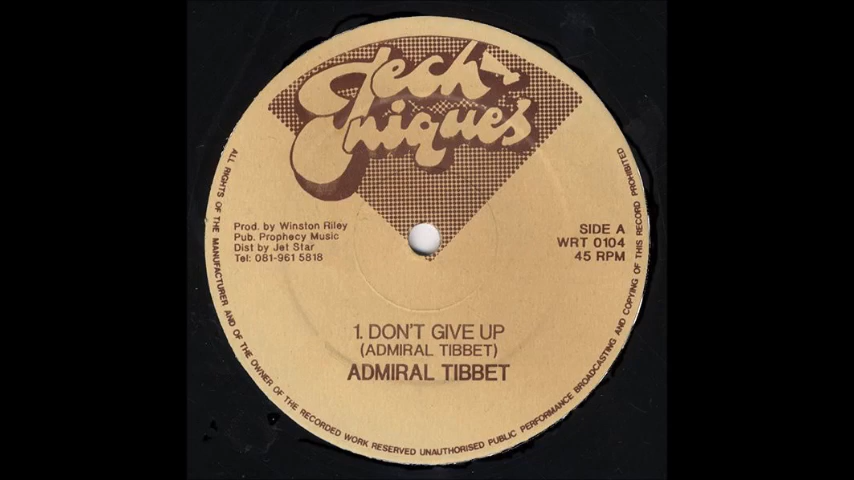 Tech-
niques
Prod. by Winston Riley
Pub. Prophecy Music
Dist by Jet Star
Tel: 081-961 5818
SIDE A
WRT 0104
45 RPM
1. DON'T GIVE UP
(ADMIRAL TIBBET)
ADMIRAL TIBBET
ALL RIGHTS OF THE MANUFACTURER AND OF THE OWNER OF THE RECORDED WORK RESERVED UNAUTHORISED PUBLIC PERFORMANCE BROADCASTING AND COPYING OF THIS RECORD PROHIBITED